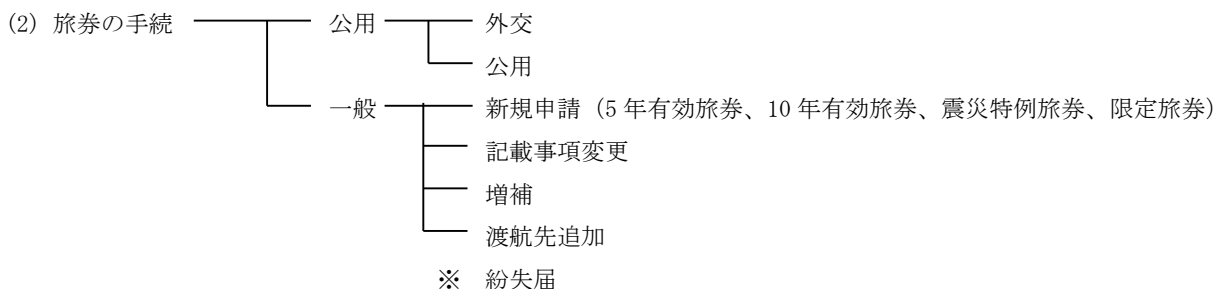 (2) 旅券の手続 公用 外交
公用
一般 新規申請（5 年有効旅券、10 年有効旅券、震災特例旅券、限定旅券）
記載事項変更
増補
渡航先追加
※ 紛失届